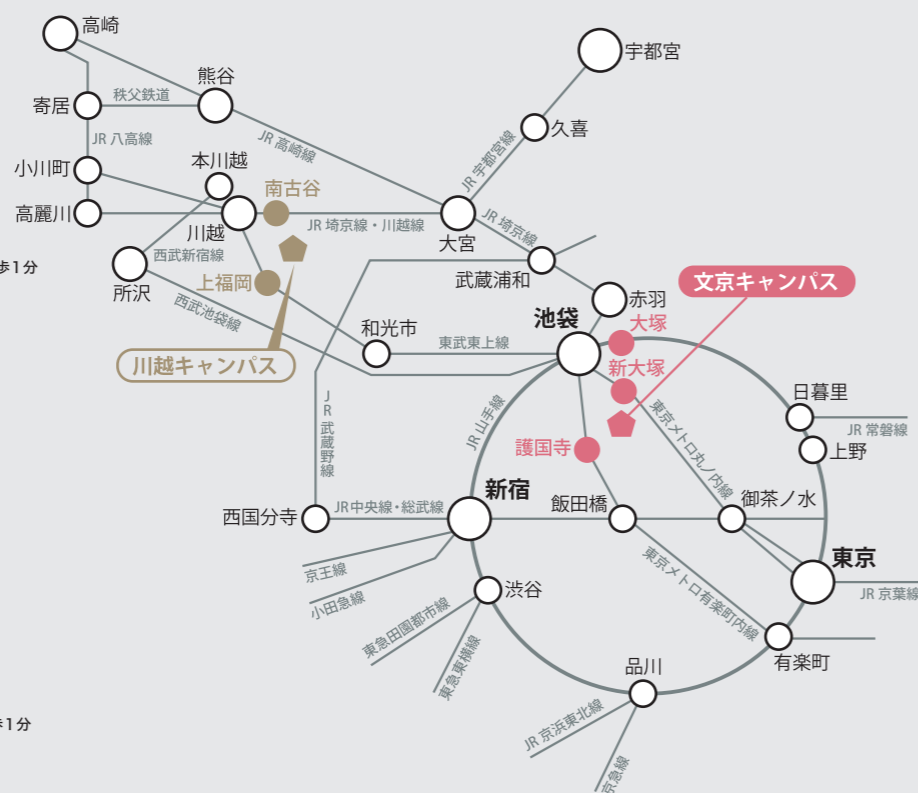 高崎
宇都宮
熊谷
秩父鉄道
寄居
JR 八高線
JR 高崎線
久喜
JR 宇都宮線
本川越
小川町
南古谷
高麗川
川越
JR 埼京線・川越線
大宮
JR 埼京線
西武新宿線
歩1分
所沢
上福岡
武蔵浦和
文京キャンパス
赤羽
西武池袋線
池袋
大塚
和光市
東武東上線
川越キャンパス
新大塚
日暮里
JR 武蔵野線
JR 山手線
東京メトロ丸ノ内線
JR 常磐線
護国寺
上野
新宿
御茶ノ水
飯田橋
西国分寺
JR 中央線・総武線
東京
京王線
小田急線
東京メトロ有楽町内線
JR 京葉線
渋谷
東急田園都市線
東急東横線
有楽町
品川
歩1分
JR 京浜東北線
京急線